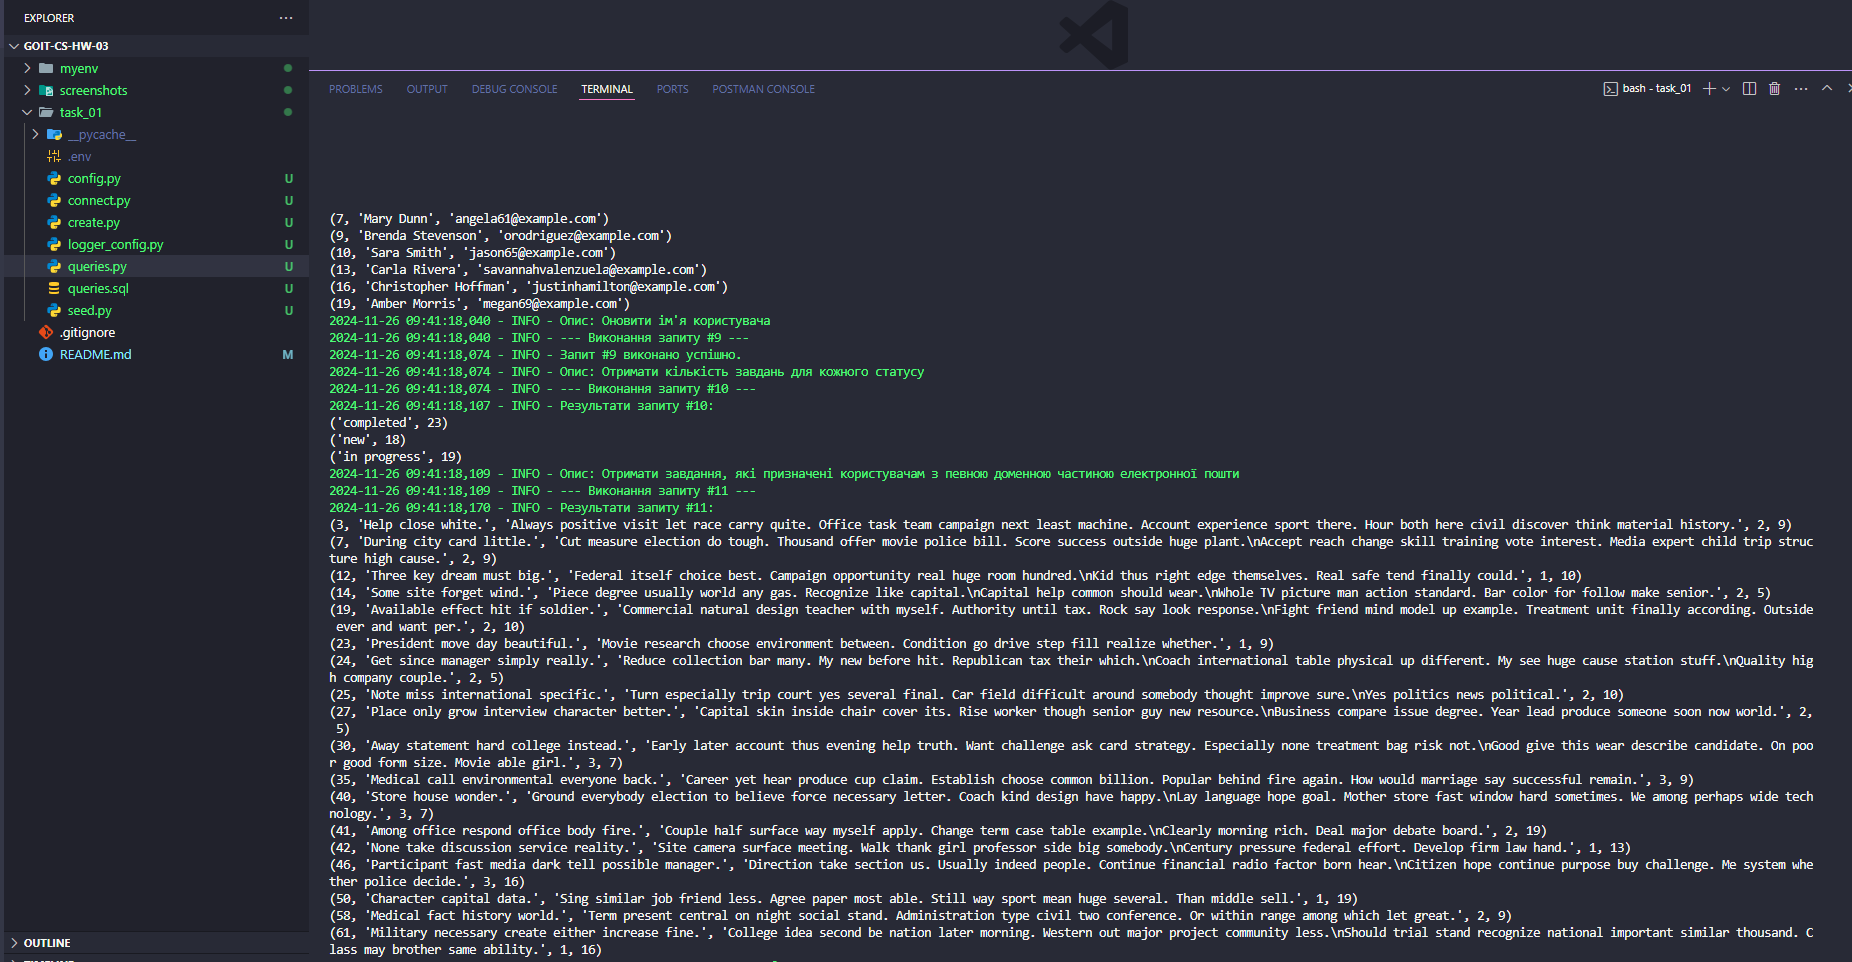 EXPLORER
GOIT-CS-HW-03
myenv
screenshots
task_01
__pycache__
.env
config.py U
connect.py U
create.py U
logger_config.py U
queries.py U
queries.sql U
seed.py U
.gitignore
README.md M
OUTLINE
TIMELINE
PROBLEMS OUTPUT DEBUG CONSOLE TERMINAL PORTS POSTMAN CONSOLE
bash - task_01
(7, 'Mary Dunn', 'angela61@example.com')
(9, 'Brenda Stevenson', 'orodriguez@example.com')
(10, 'Sara Smith', 'jason65@example.com')
(13, 'Carla Rivera', 'savannahvalenzuela@example.com')
(16, 'Christopher Hoffman', 'justinhamilton@example.com')
(19, 'Amber Morris', 'megan69@example.com')
2024-11-26 09:41:18,040 - INFO - Опис: Оновити ім'я користувача
2024-11-26 09:41:18,040 - INFO - --- Виконання запиту #9 ---
2024-11-26 09:41:18,074 - INFO - Запит #9 виконано успішно.
2024-11-26 09:41:18,074 - INFO - Опис: Отримати кількість завдань для кожного статусу
2024-11-26 09:41:18,074 - INFO - --- Виконання запиту #10 ---
2024-11-26 09:41:18,107 - INFO - Результати запиту #10:
('completed', 23)
('new', 18)
('in progress', 19)
2024-11-26 09:41:18,109 - INFO - Опис: Отримати завдання, які призначені користувачам з певною доменною частиною електронної пошти
2024-11-26 09:41:18,109 - INFO - --- Виконання запиту #11 ---
2024-11-26 09:41:18,170 - INFO - Результати запиту #11:
(3, 'Help close white.', 'Always positive visit let race carry quite. Office task team campaign next least machine. Account experience sport there. Hour both here civil discover think material history.', 2, 9)
(7, 'During city card little.', 'Cut measure election do tough. Thousand offer movie police bill. Score success outside huge plant.\nAccept reach change skill training vote interest. Media expert child trip struc
ture high cause.', 2, 9)
(12, 'Three key dream must big.', 'Federal itself choice best. Campaign opportunity real huge room hundred.\nKid thus right edge themselves. Real safe tend finally could.', 1, 10)
(14, 'Some site forget wind.', 'Piece degree usually world any gas. Recognize like capital.\nCapital help common should wear.\nWhole TV picture man action standard. Bar color for follow make senior.', 2, 5)
(19, 'Available effect hit if soldier.', 'Commercial natural design teacher with myself. Authority until tax. Rock say look response.\nFight friend mind model up example. Treatment unit finally according. Outside
ever and want per.', 2, 10)
(23, 'President move day beautiful.', 'Movie research choose environment between. Condition go drive step fill realize whether.', 1, 9)
(24, 'Get since manager simply really.', 'Reduce collection bar many. My new before hit. Republican tax their which.\nCoach international table physical up different. My see huge cause station stuff.\nQuality hig
h company couple.', 2, 5)
(25, 'Note miss international specific.', 'Turn especially trip court yes several final. Car field difficult around somebody thought improve sure.\nYes politics news political.', 2, 10)
(27, 'Place only grow interview character better.', 'Capital skin inside chair cover its. Rise worker though senior guy new resource.\nBusiness compare issue degree. Year lead produce someone soon now world.', 2,
5)
(30, 'Away statement hard college instead.', 'Early later account thus evening help truth. Want challenge ask card strategy. Especially none treatment bag risk not.\nGood give this wear describe candidate. On poo
r good form size. Movie able girl.', 3, 7)
(35, 'Medical call environmental everyone back.', 'Career yet hear produce cup claim. Establish choose common billion. Popular behind fire again. How would marriage say successful remain.', 3, 9)
(40, 'Store house wonder.', 'Ground everybody election to believe force necessary letter. Coach kind design have happy.\nLay language hope goal. Mother store fast window hard sometimes. We among perhaps wide tech
nology.', 3, 7)
(41, 'Among office respond office body fire.', 'Couple half surface way myself apply. Change term case table example.\nClearly morning rich. Deal major debate board.', 2, 19)
(42, 'None take discussion service reality.', 'Site camera surface meeting. Walk thank girl professor side big somebody.\nCentury pressure federal effort. Develop firm law hand.', 1, 13)
(46, 'Participant fast media dark tell possible manager.', 'Direction take section us. Usually indeed people. Continue financial radio factor born hear.\nCitizen hope continue purpose buy challenge. Me system whe
ther police decide.', 3, 16)
(50, 'Character capital data.', 'Sing similar job friend less. Agree paper most able. Still way sport mean huge several. Than middle sell.', 1, 19)
(58, 'Medical fact history world.', 'Term present central on night social stand. Administration type civil two conference. Or within range among which let great.', 2, 9)
(61, 'Military necessary create either increase fine.', 'College idea second be nation later morning. Western out major project community less.\nShould trial stand recognize national important similar thousand. C
lass may brother same ability.', 1, 16)